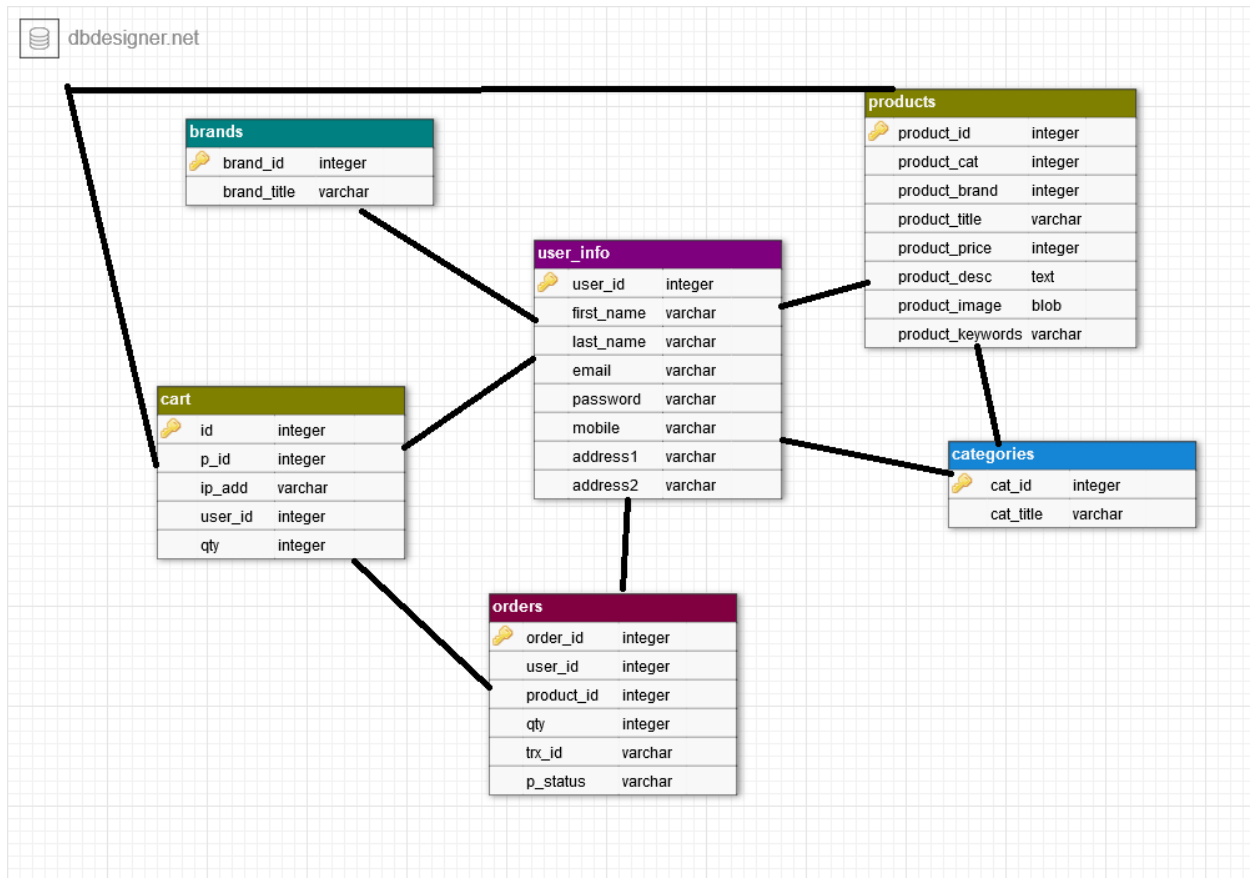 dbdesigner.net
brands
brand_id integer
brand_title varchar
products
product_id integer
product_cat integer
product_brand integer
product_title varchar
product_price integer
product_desc text
product_image blob
product_keywords varchar
user_info
user_id integer
first_name varchar
last_name varchar
email varchar
password varchar
mobile varchar
address1 varchar
address2 varchar
cart
id integer
p_id integer
ip_add varchar
user_id integer
qty integer
categories
cat_id integer
cat_title varchar
orders
order_id integer
user_id integer
product_id integer
qty integer
trx_id varchar
p_status varchar